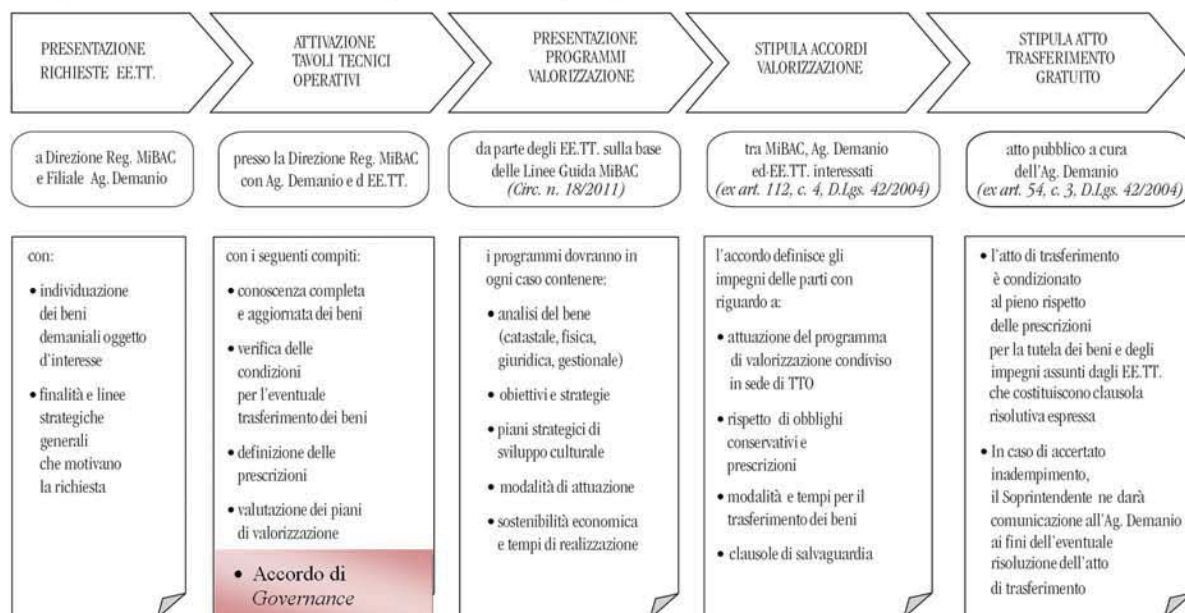 PRESENTAZIONE
RICHIESTE EE.TT.
ATTIVAZIONE
TAVOLI TECNICI
OPERATIVI
PRESENTAZIONE
PROGRAMMI
VALORIZZAZIONE
STIPULA ACCORDI
VALORIZZAZIONE
STIPULA ATTO
TRASFERIMENTO
GRATUITO
a Direzione Reg. MiBAC
e Filiale Ag. Demanio
presso la Direzione Reg. MiBAC
con Ag. Demanio e d EE.TT.
da parte degli EE.TT. sulla base
delle Linee Guida MiBAC
(Circ. n. 18/2011)
tra MiBAC, Ag. Demanio
ed EE.TT. interessati
(ex art. 112, c. 4, D.Lgs. 42/2004)
atto pubblico a cura
dell'Ag. Demanio
(ex art. 54, c. 3, D.Lgs. 42/2004)
con:
• individuazione
dei beni
demaniali oggetto
d'interesse
• finalità e linee
strategiche
generali
che motivano
la richiesta
con i seguenti compiti:
• conoscenza completa
e aggiornata dei beni
• verifica delle
condizioni
per l'eventuale
trasferimento dei beni
• definizione delle
prescrizioni
• valutazione dei piani
di valorizzazione
• Accordo di
Governance
i programmi dovranno in
ogni caso contenere:
• analisi del bene
(catastale, fisica,
giuridica, gestionale)
• obiettivi e strategie
• piani strategici di
sviluppo culturale
• modalità di attuazione
• sostenibilità economica
e tempi di realizzazione
l'accordo definisce gli
impegni delle parti con
riguardo a:
• attuazione del programma
di valorizzazione condiviso
in sede di TTO
• rispetto di obblighi
conservativi e
prescrizioni
• modalità e tempi per il
trasferimento dei beni
• clausole di salvaguardia
• l'atto di trasferimento
è condizionato
al pieno rispetto
delle prescrizioni
per la tutela dei beni e degli
impegni assunti dagli EE.TT.
che costituiscono clausola
risolutiva espressa
• In caso di accertato
inadempimento,
il Soprintendente ne darà
comunicazione all'Ag. Demanio
ai fini dell'eventuale
risoluzione dell'atto
di trasferimento